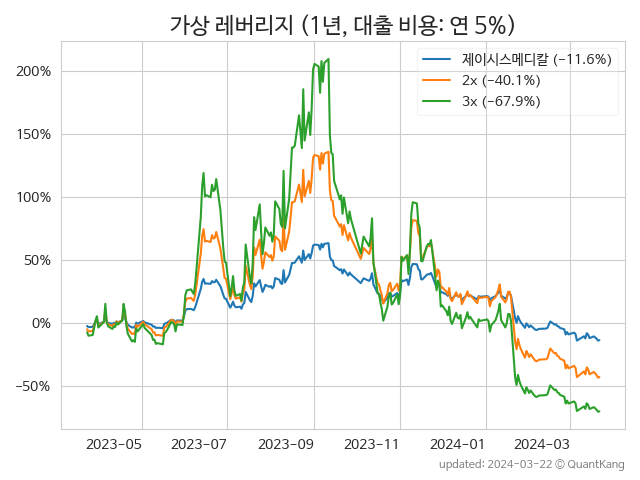 가상 레버리지 (1년, 대출 비용: 연 5%)
200%
150%
100%
50%
0%
−50%
제이시스메디칼 (−11.6%)
2x (−40.1%)
3x (−67.9%)
2023-05 2023-07 2023-09 2023-11 2024-01 2024-03
updated: 2024-03-22 © QuantKang